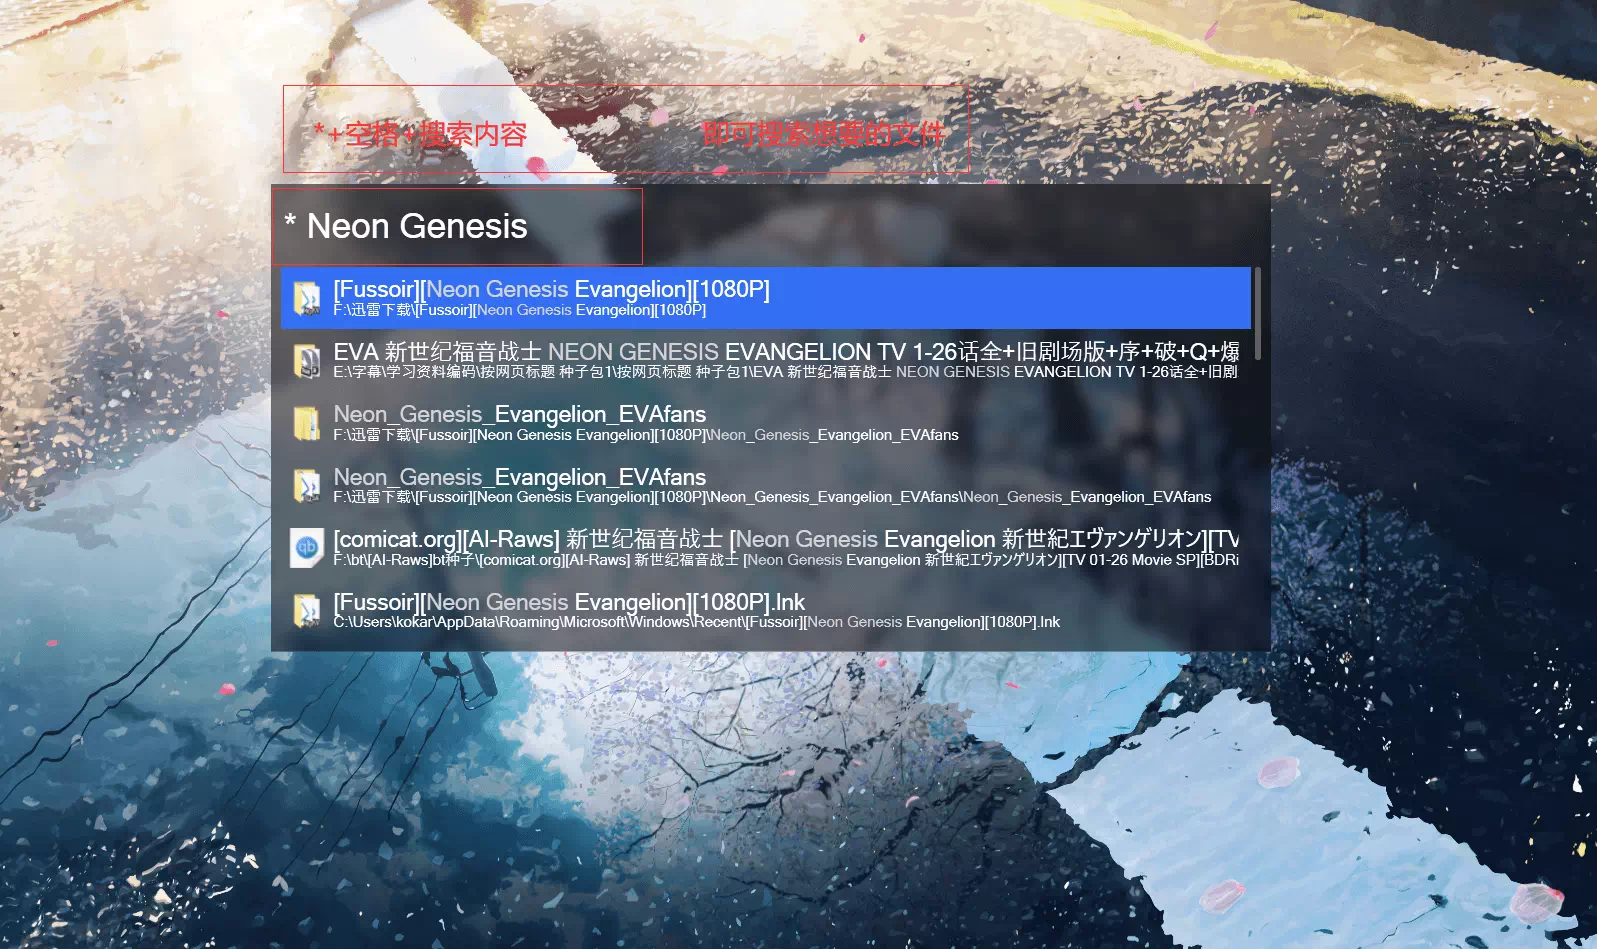 *+空格+搜索内容 即可搜索想要的文件
* Neon Genesis
[Fussoir][Neon Genesis Evangelion][1080P]
F:\迅雷下载\[Fussoir][Neon Genesis Evangelion][1080P]
EVA 新世纪福音战士 NEON GENESIS EVANGELION TV 1-26话全+旧剧场版+序+破+Q+爆
E:\字幕\学习资料编码\按网页标题 种子包1\按网页标题 种子包1\EVA 新世纪福音战士 NEON GENESIS EVANGELION TV 1-26话全+旧剧
Neon_Genesis_Evangelion_EVAfans
F:\迅雷下载\[Fussoir][Neon Genesis Evangelion][1080P]\Neon_Genesis_Evangelion_EVAfans
Neon_Genesis_Evangelion_EVAfans
F:\迅雷下载\[Fussoir][Neon Genesis Evangelion][1080P]\Neon_Genesis_Evangelion_EVAfans\Neon_Genesis_Evangelion_EVAfans
[comicat.org][AI-Raws] 新世纪福音战士 [Neon Genesis Evangelion 新世紀エヴァンゲリオン][TV
F:\bt\[AI-Raws]bt种子\[comicat.org][AI-Raws] 新世纪福音战士 [Neon Genesis Evangelion 新世紀エヴァンゲリオン][TV 01-26 Movie SP][BDRi
[Fussoir][Neon Genesis Evangelion][1080P].lnk
C:\Users\kokar\AppData\Roaming\Microsoft\Windows\Recent\[Fussoir][Neon Genesis Evangelion][1080P].lnk